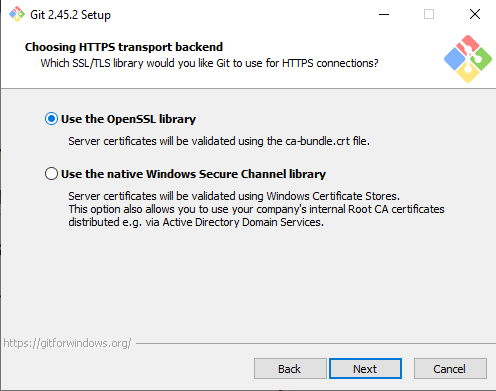 Git 2.45.2 Setup
Choosing HTTPS transport backend
Which SSL/TLS library would you like Git to use for HTTPS connections?
Use the OpenSSL library
Server certificates will be validated using the ca-bundle.crt file.
Use the native Windows Secure Channel library
Server certificates will be validated using Windows Certificate Stores.
This option also allows you to use your company's internal Root CA certificates
distributed e.g. via Active Directory Domain Services.
https://gitforwindows.org/
Back
Next
Cancel